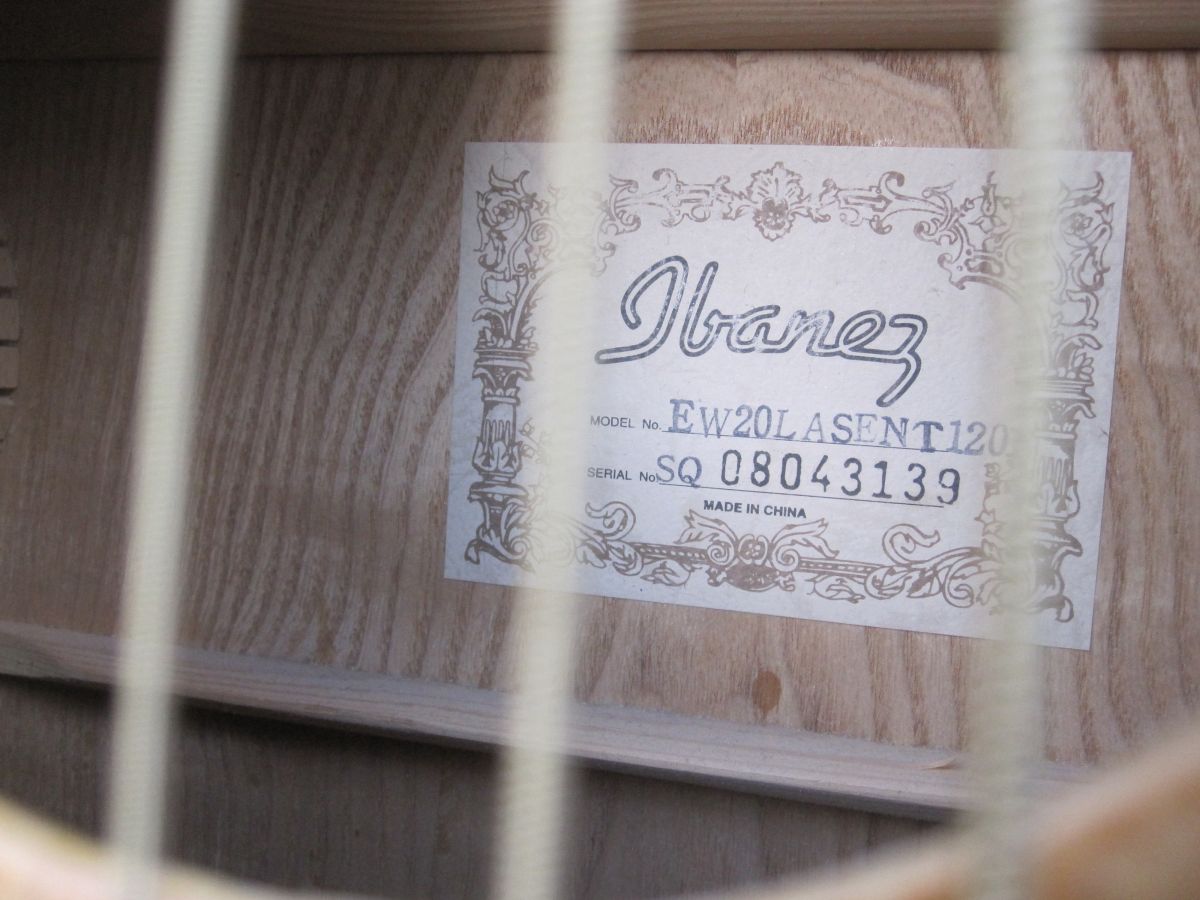 Ibanez
MODEL No. EW20LASENT120
SERIAL No. SQ 08043139
MADE IN CHINA